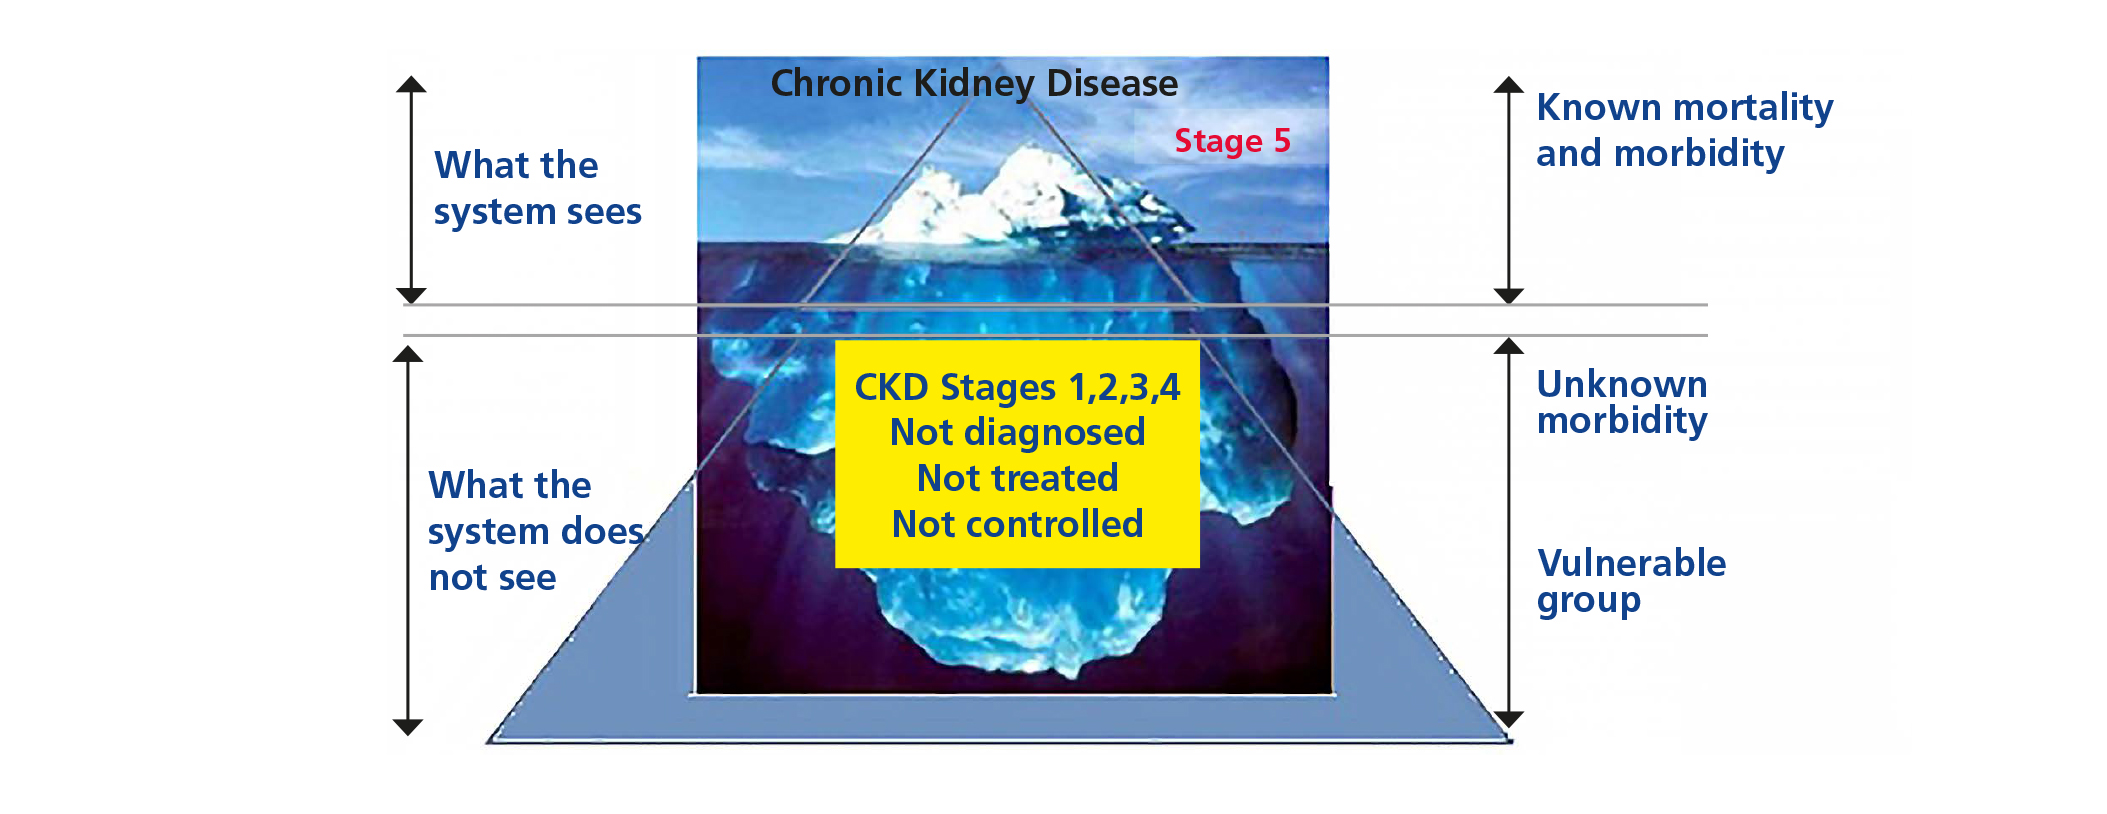 Chronic Kidney Disease
Stage 5
What the
system sees
Known mortality
and morbidity
CKD Stages 1,2,3,4
Not diagnosed
Not treated
Not controlled
What the
system does
not see
Unknown
morbidity
Vulnerable
group